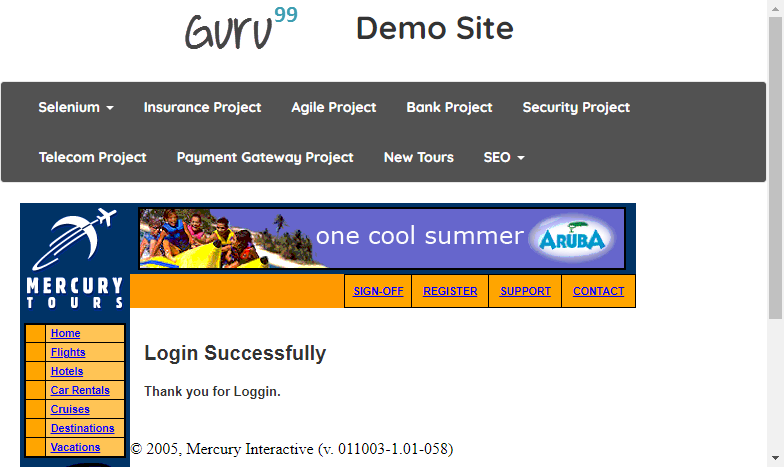 Guru99 Demo Site
Selenium Insurance Project Agile Project Bank Project Security Project
Telecom Project Payment Gateway Project New Tours SEO
one cool summer ARUBA
MERCURY
TOURS
SIGN-OFF REGISTER SUPPORT CONTACT
Home
Flights
Hotels
Car Rentals
Cruises
Destinations
Vacations
Login Successfully
Thank you for Loggin.
© 2005, Mercury Interactive (v. 011003-1.01-058)